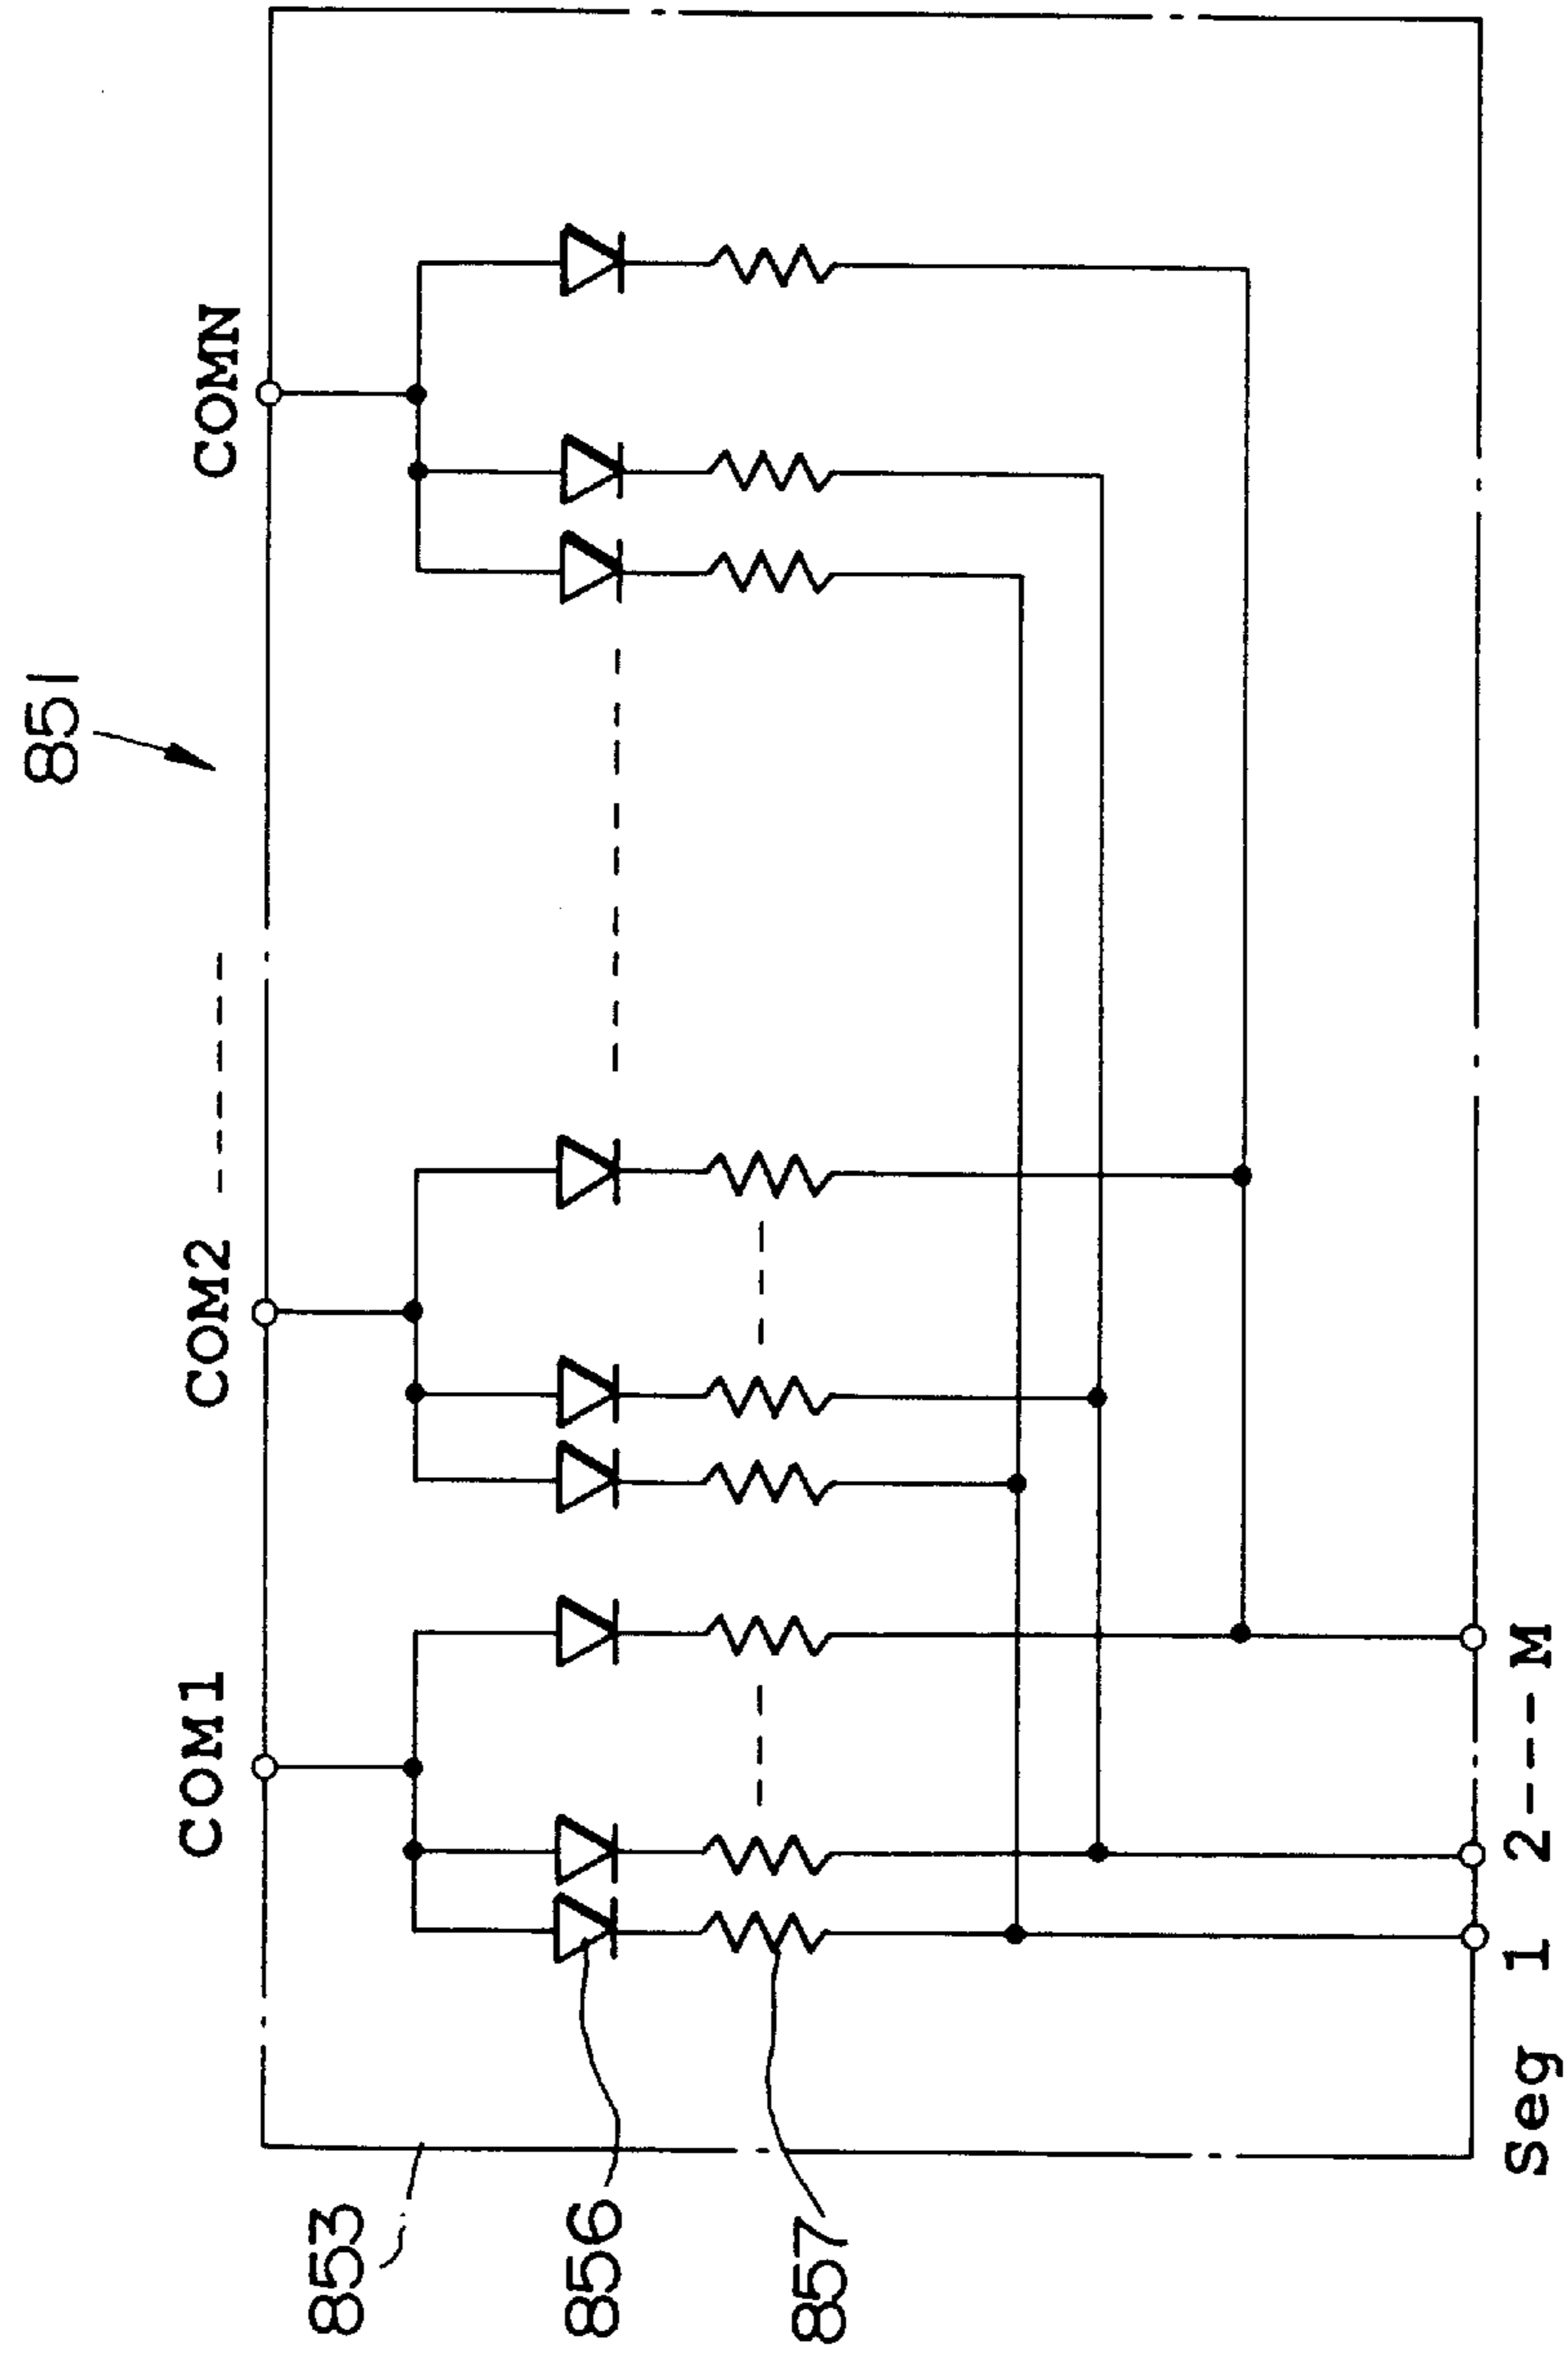 851
COM1 COM2 ------ COMN
853
856
857
Seg 1 2---M